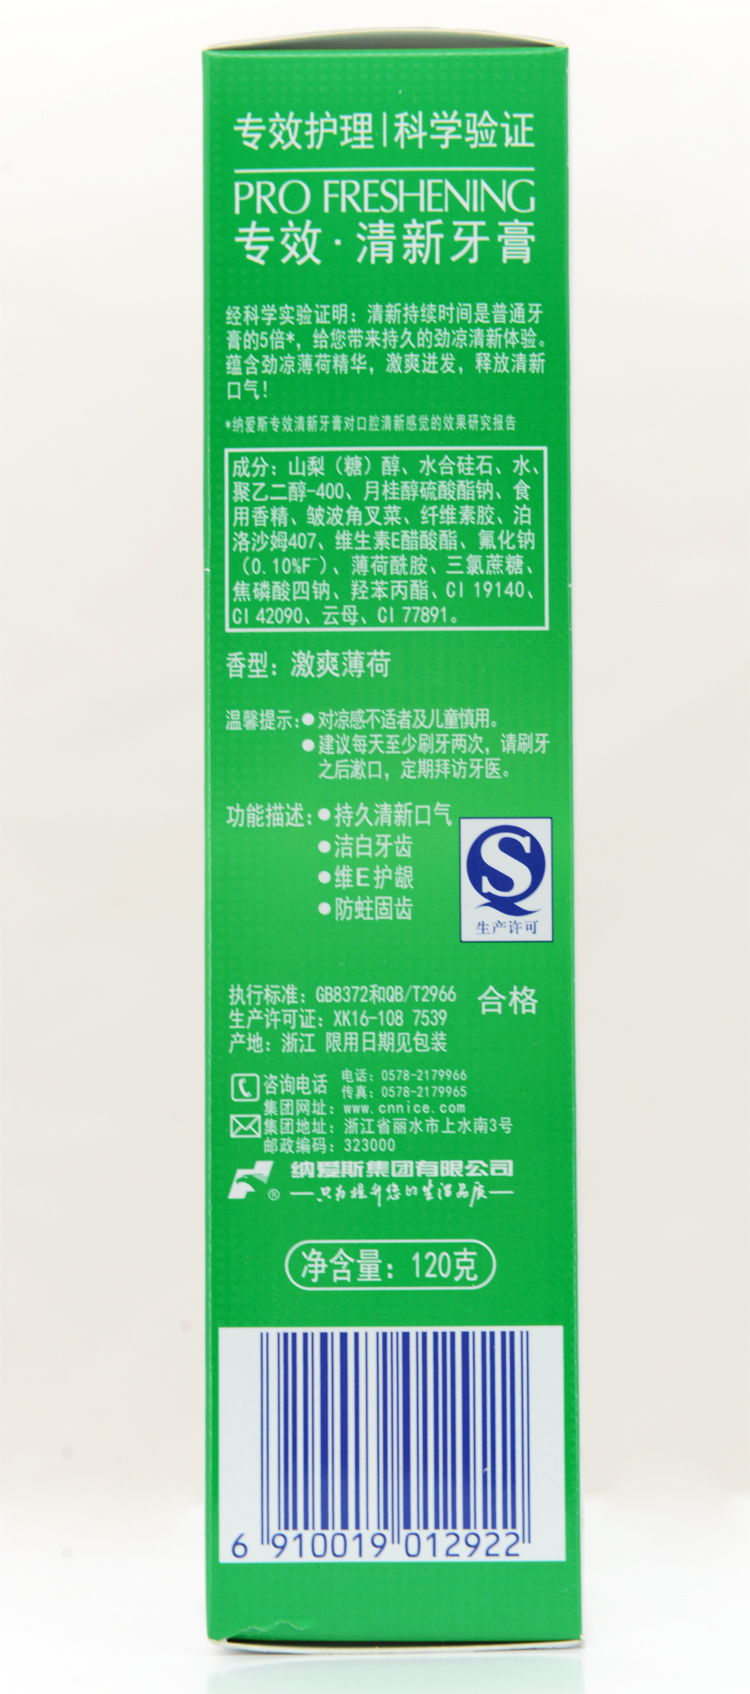 专效护理|科学验证
PRO FRESHENING
专效·清新牙膏
经科学实验证明：清新持续时间是普通牙
膏的5倍*，给您带来持久的劲凉清新体验。
蕴含劲凉薄荷精华，激爽迸发，释放清新
口气！
*纳爱斯专效清新牙膏对口腔清新感觉的效果研究报告
成分：山梨（糖）醇、水合硅石、水、
聚乙二醇-400、月桂醇硫酸酯钠、食
用香精、皱波角叉菜、纤维素胶、泊
洛沙姆407、维生素E醋酸酯、氟化钠
（0.10%F⁻）、薄荷酰胺、三氯蔗糖、
焦磷酸四钠、羟苯丙酯、CI 19140、
CI 42090、云母、CI 77891。
香型：激爽薄荷
温馨提示：●对凉感不适者及儿童慎用。
●建议每天至少刷牙两次，请刷牙
之后漱口，定期拜访牙医。
功能描述：●持久清新口气
●洁白牙齿
●维E护龈
●防蛀固齿
生产许可
执行标准：GB8372和QB/T2966
生产许可证：XK16-108 7539
产地：浙江 限用日期见包装
合格
咨询电话 电话：0578-2179966
传真：0578-2179965
集团网址：www.cnnice.com
集团地址：浙江省丽水市上水南3号
邮政编码：323000
® 纳爱斯集团有限公司
—只为提升您的生活品质—
净含量：120克
6 910019 012922